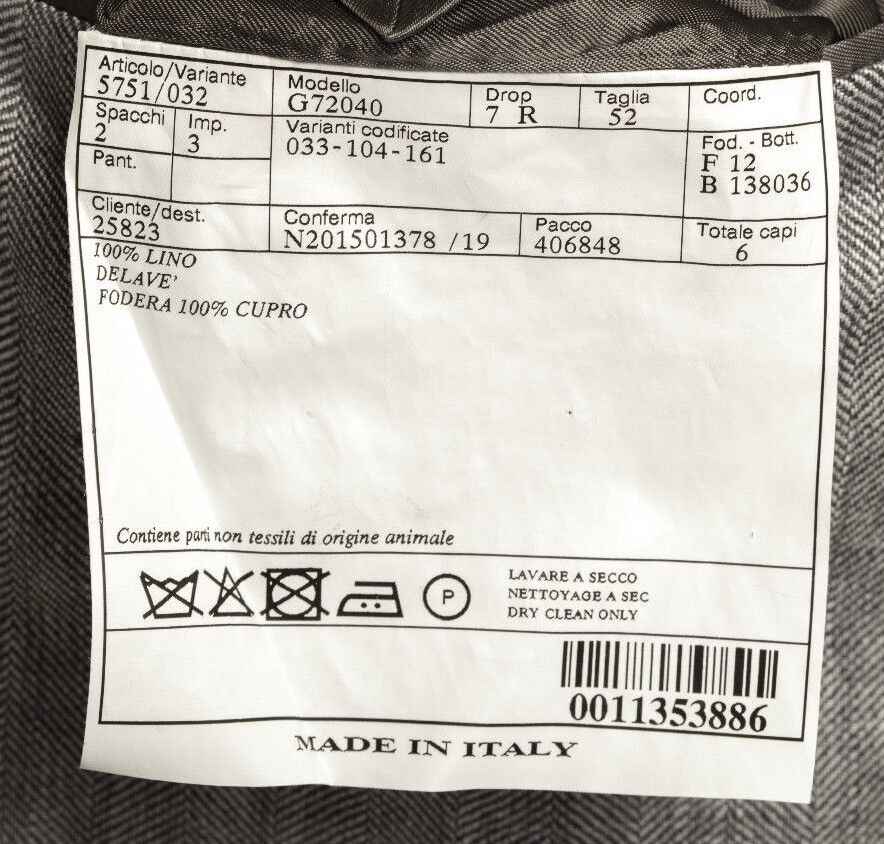 Articolo/Variante Modello Drop Taglia Coord.
5751/032 G72040 7 R 52
Spacchi Imp. Varianti codificate Fod. - Bott.
2 3 033-104-161 F 12
Pant. B 138036
Cliente/dest. Conferma Pacco Totale capi
25823 N201501378 /19 406848 6
100% LINO
DELAVE'
FODERA 100% CUPRO
Contiene parti non tessili di origine animale
P
LAVARE A SECCO
NETTOYAGE A SEC
DRY CLEAN ONLY
0011353886
MADE IN ITALY